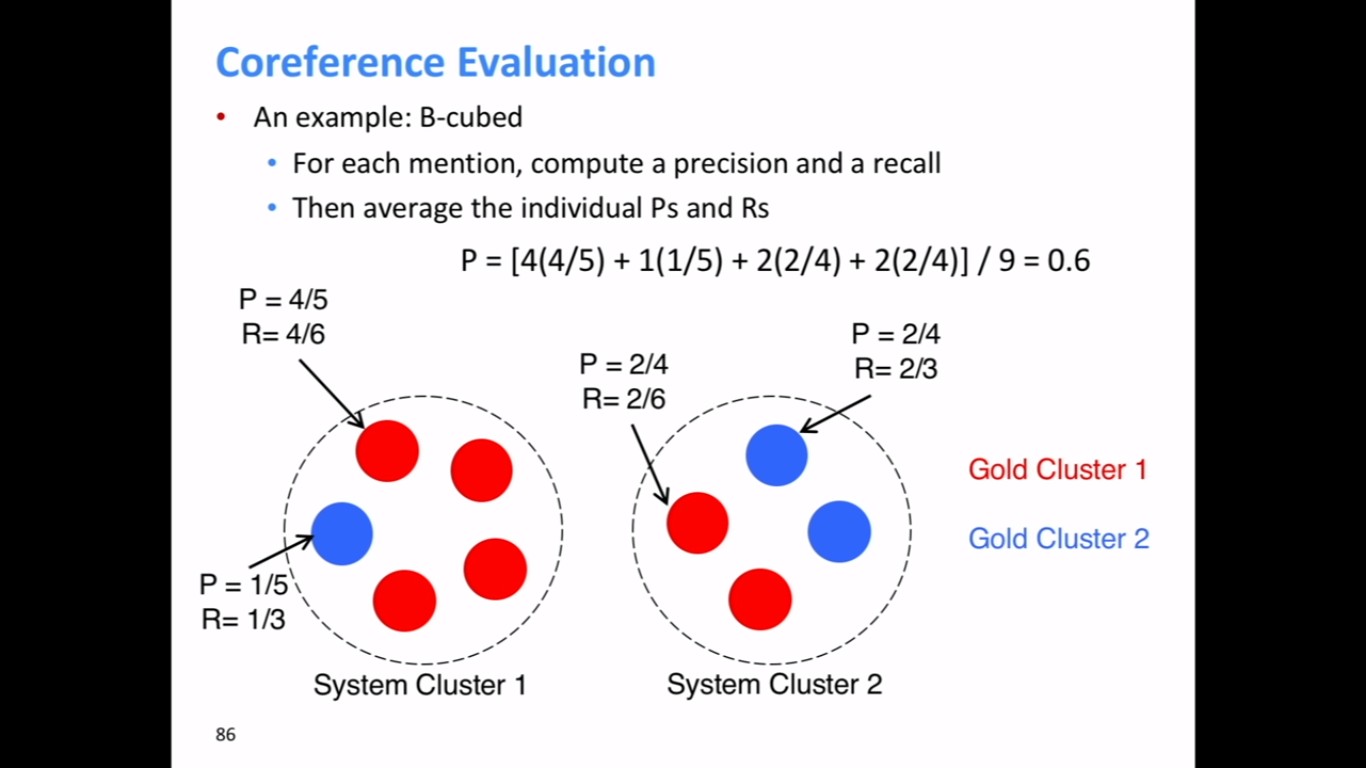 Coreference Evaluation
• An example: B-cubed
• For each mention, compute a precision and a recall
• Then average the individual Ps and Rs
P = [4(4/5) + 1(1/5) + 2(2/4) + 2(2/4)] / 9 = 0.6
P = 4/5
R= 4/6
P = 2/4
R= 2/6
P = 2/4
R= 2/3
Gold Cluster 1
Gold Cluster 2
P = 1/5
R= 1/3
System Cluster 1
System Cluster 2
86